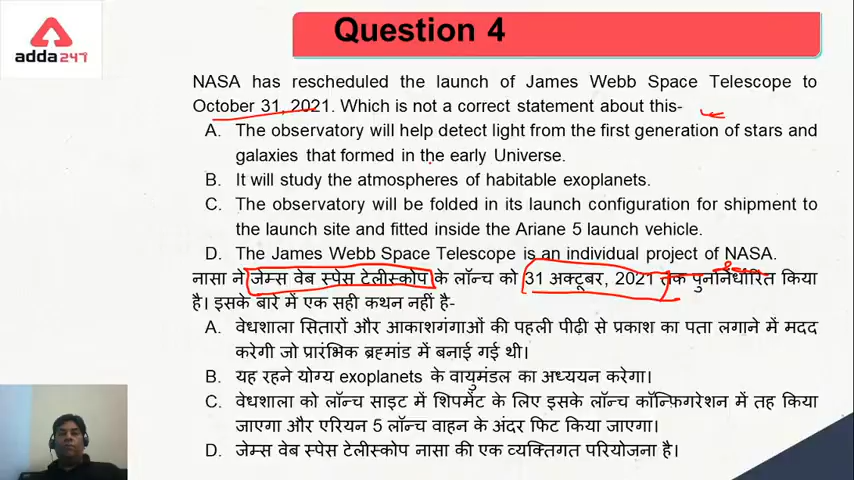 Question 4
adda247
NASA has rescheduled the launch of James Webb Space Telescope to
October 31, 2021. Which is not a correct statement about this-
A. The observatory will help detect light from the first generation of stars and
galaxies that formed in the early Universe.
B. It will study the atmospheres of habitable exoplanets.
C. The observatory will be folded in its launch configuration for shipment to
the launch site and fitted inside the Ariane 5 launch vehicle.
D. The James Webb Space Telescope is an individual project of NASA.
नासा ने जेम्स वेब स्पेस टेलीस्कोप के लॉन्च को 31 अक्टूबर, 2021 तक पुनर्निर्धारित किया
है। इसके बारे में एक सही कथन नहीं है-
A. वेधशाला सितारों और आकाशगंगाओं की पहली पीढ़ी से प्रकाश का पता लगाने में मदद
करेगी जो प्रारंभिक ब्रह्मांड में बनाई गई थी।
B. यह रहने योग्य exoplanets के वायुमंडल का अध्ययन करेगा।
C. वेधशाला को लॉन्च साइट में शिपमेंट के लिए इसके लॉन्च कॉन्फ़िगरेशन में तह किया
जाएगा और एरियन 5 लॉन्च वाहन के अंदर फिट किया जाएगा।
D. जेम्स वेब स्पेस टेलीस्कोप नासा की एक व्यक्तिगत परियोजना है।